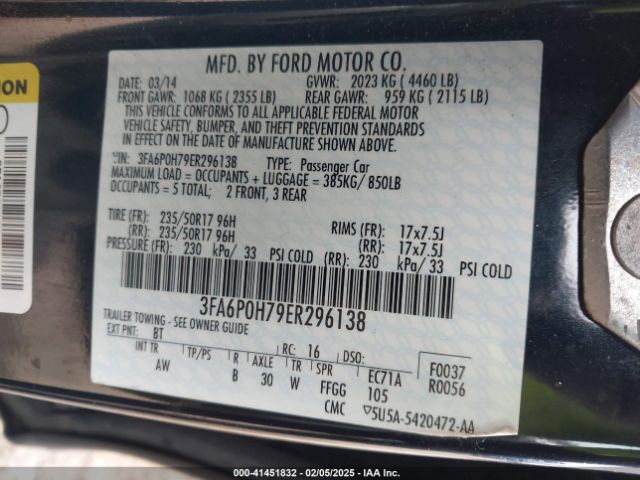 MFD. BY FORD MOTOR CO.
DATE: 03/14 GVWR: 2023 KG ( 4460 LB)
FRONT GAWR: 1068 KG ( 2355 LB) REAR GAWR: 959 KG ( 2115 LB)
THIS VEHICLE CONFORMS TO ALL APPLICABLE FEDERAL MOTOR
VEHICLE SAFETY, BUMPER, AND THEFT PREVENTION STANDARDS
IN EFFECT ON THE DATE OF MANUFACTURE SHOWN ABOVE.
VIN: 3FA6P0H79ER296138 TYPE: Passenger Car
MAXIMUM LOAD = OCCUPANTS + LUGGAGE = 385KG/ 850LB
OCCUPANTS = 5 TOTAL; 2 FRONT, 3 REAR
TIRE (FR): 235/50R17 96H RIMS (FR): 17x7.5J
(RR): 235/50R17 96H (RR): 17x7.5J
PRESSURE (FR): 230 kPa/ 33 PSI COLD (RR): 230 kPa/ 33 PSI COLD
3FA6P0H79ER296138
TRAILER TOWING - SEE OWNER GUIDE
EXT PNT: BT RC: 16 DSO: F0037
INT TR TP/PS R AXLE TR SPR EC71A R0056
AW B 30 W FFGG 105
CMC ▽5U5A-5420472-AA
000-41451832 - 02/05/2025 - IAA, Inc.